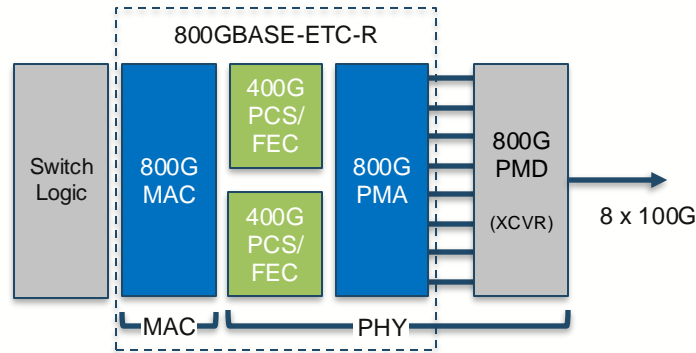 800GBASE-ETC-R
Switch
Logic
800G
MAC
400G
PCS/
FEC
400G
PCS/
FEC
800G
PMA
800G
PMD
(XCVR)
8 x 100G
MAC
PHY